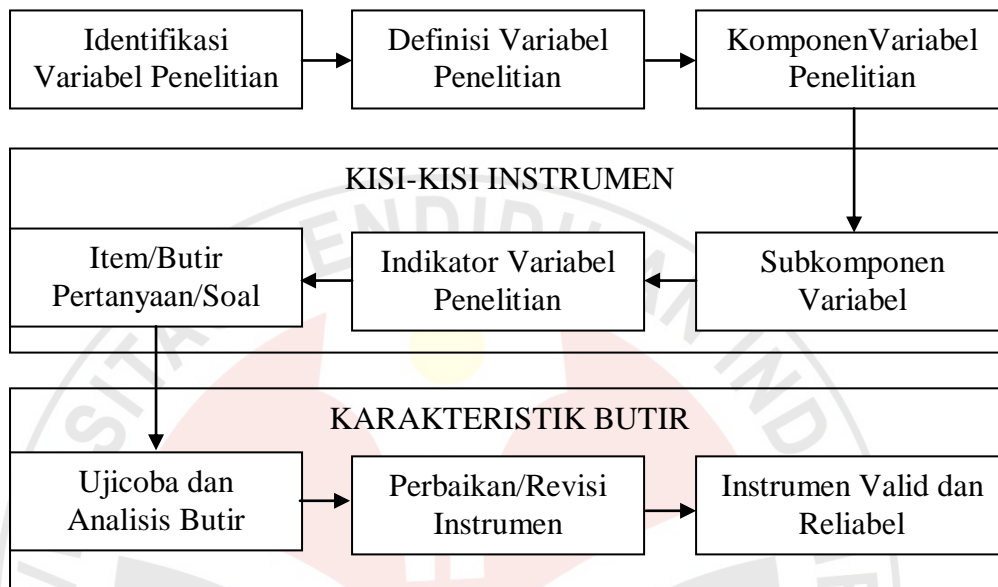 Identifikasi
Variabel Penelitian
Definisi Variabel
Penelitian
KomponenVariabel
Penelitian
KISI-KISI INSTRUMEN
Item/Butir
Pertanyaan/Soal
Indikator Variabel
Penelitian
Subkomponen
Variabel
KARAKTERISTIK BUTIR
Ujicoba dan
Analisis Butir
Perbaikan/Revisi
Instrumen
Instrumen Valid dan
Reliabel